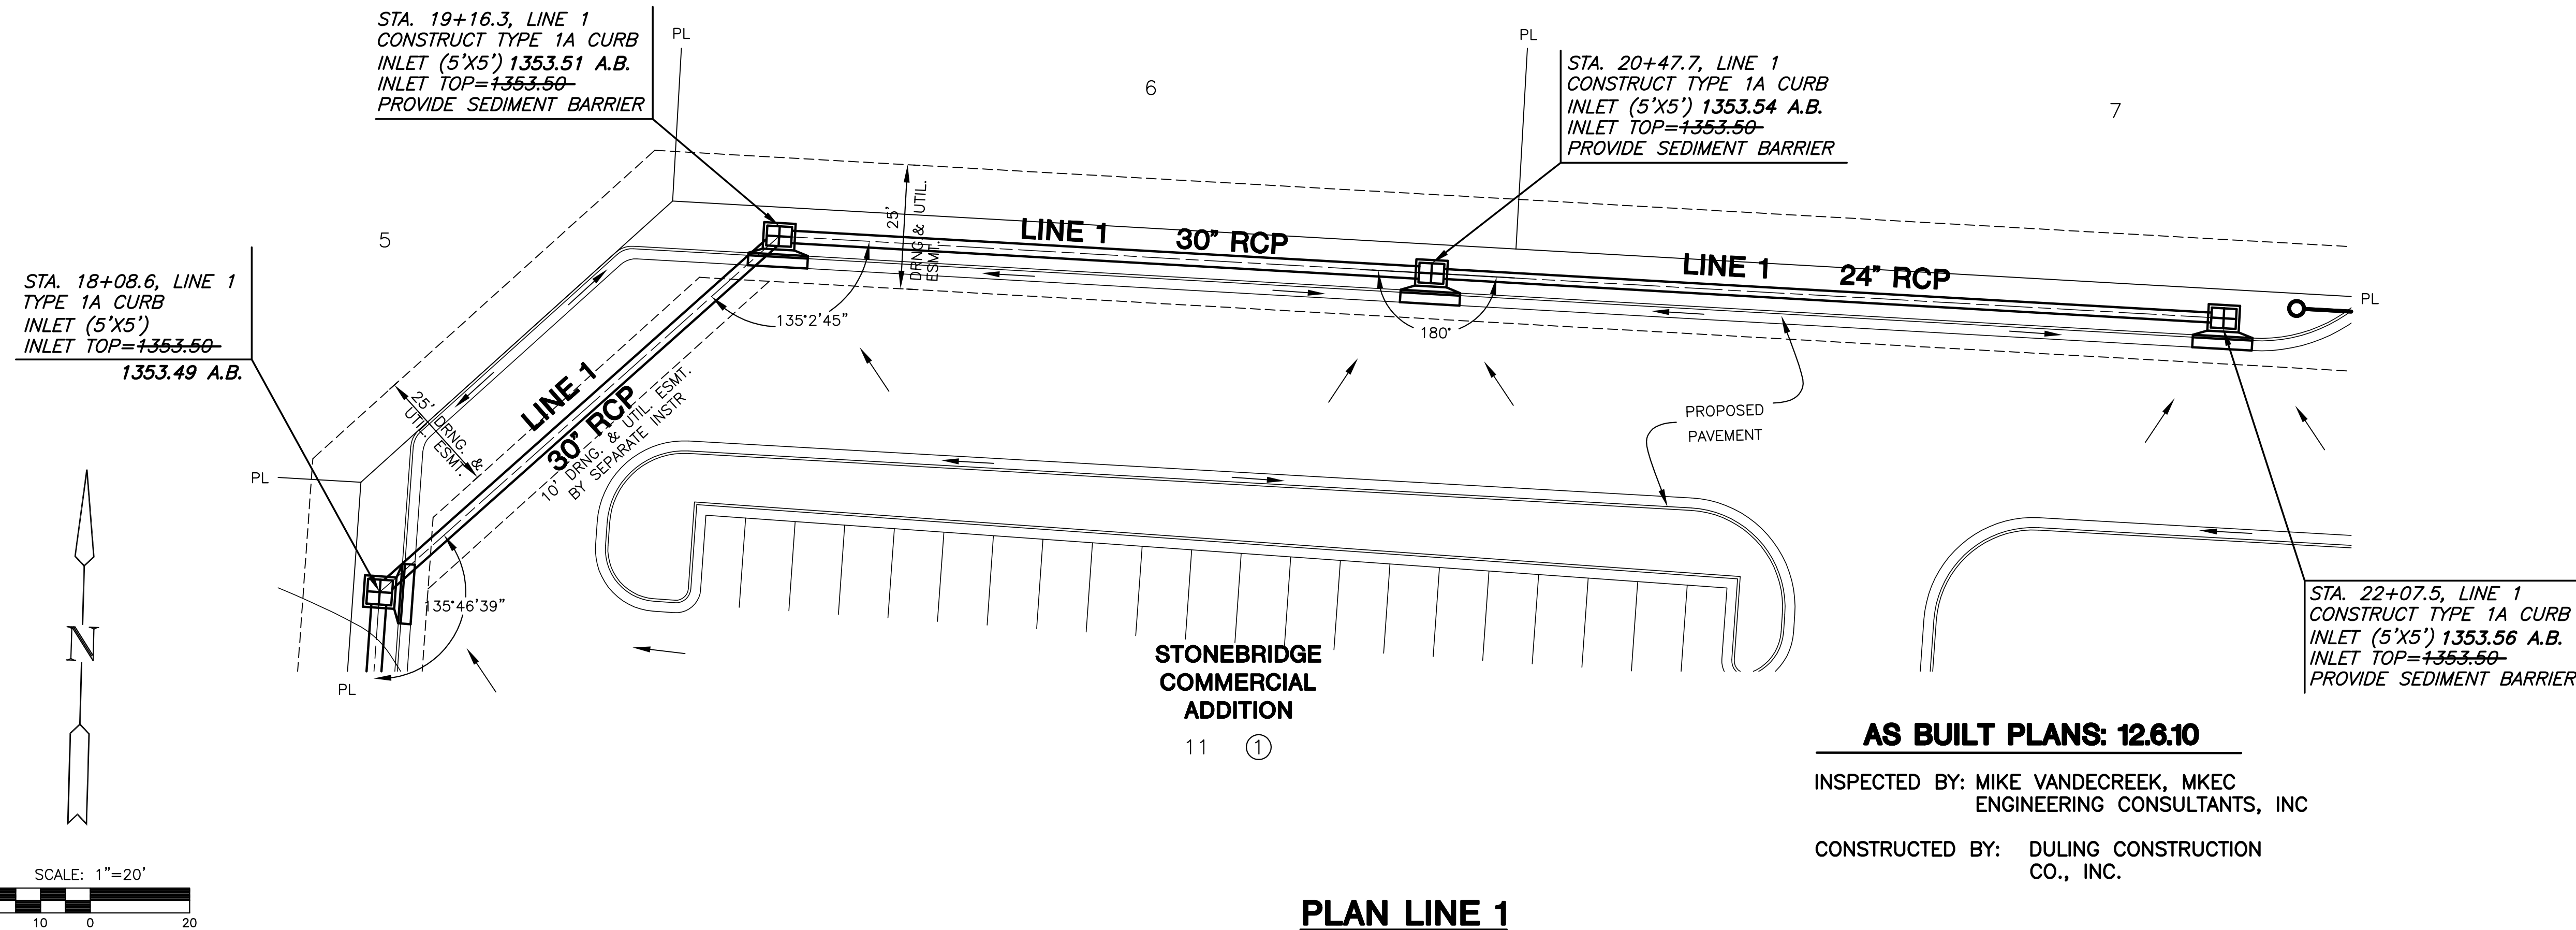 STA. 19+16.3, LINE 1
CONSTRUCT TYPE 1A CURB
INLET (5'X5') 1353.51 A.B.
INLET TOP=1353.50
PROVIDE SEDIMENT BARRIER
PL
6
PL
STA. 20+47.7, LINE 1
CONSTRUCT TYPE 1A CURB
INLET (5'X5') 1353.54 A.B.
INLET TOP=1353.50
PROVIDE SEDIMENT BARRIER
7
5
25'
DRNG & UTIL.
ESMT.
LINE 1 30" RCP
LINE 1 24" RCP
PL
STA. 18+08.6, LINE 1
TYPE 1A CURB
INLET (5'X5')
INLET TOP=1353.50
1353.49 A.B.
135°2'45"
180°
LINE 1
30" RCP
25' DRNG. &
UTIL. ESMT.
10' DRNG. & UTIL. ESMT.
BY SEPARATE INSTR
PROPOSED
PAVEMENT
PL
135°46'39"
PL
N
STONEBRIDGE
COMMERCIAL
ADDITION
11 1
STA. 22+07.5, LINE 1
CONSTRUCT TYPE 1A CURB
INLET (5'X5') 1353.56 A.B.
INLET TOP=1353.50
PROVIDE SEDIMENT BARRIER
AS BUILT PLANS: 12.6.10
INSPECTED BY: MIKE VANDECREEK, MKEC
ENGINEERING CONSULTANTS, INC
CONSTRUCTED BY: DULING CONSTRUCTION
CO., INC.
SCALE: 1"=20'
10 0 20
PLAN LINE 1